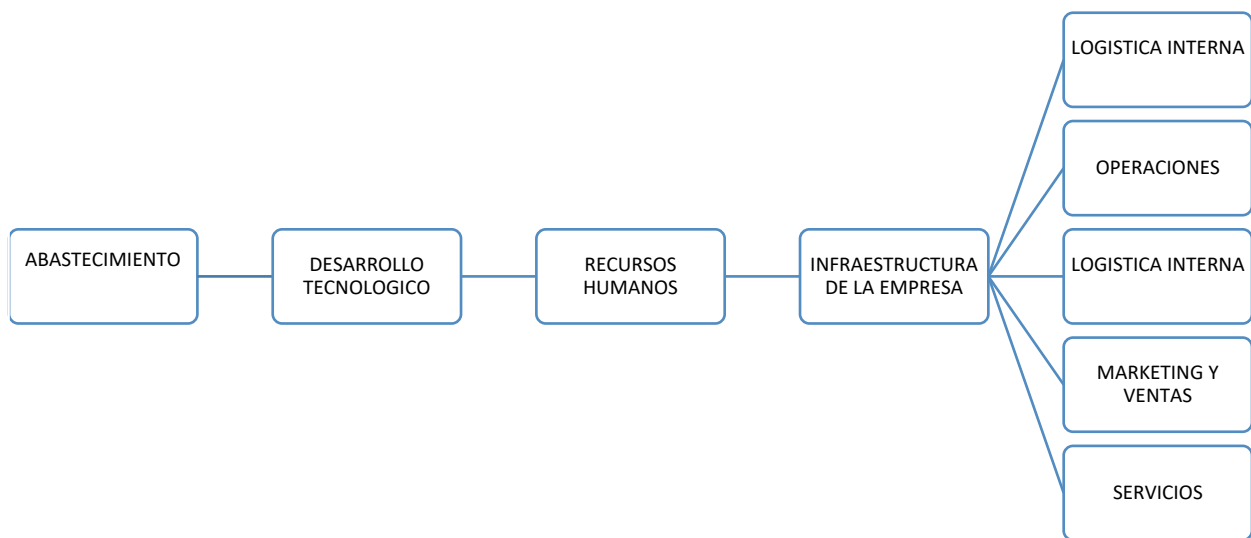 ABASTECIMIENTO
DESARROLLO
TECNOLOGICO
RECURSOS
HUMANOS
INFRAESTRUCTURA
DE LA EMPRESA
LOGISTICA INTERNA
OPERACIONES
LOGISTICA INTERNA
MARKETING Y
VENTAS
SERVICIOS